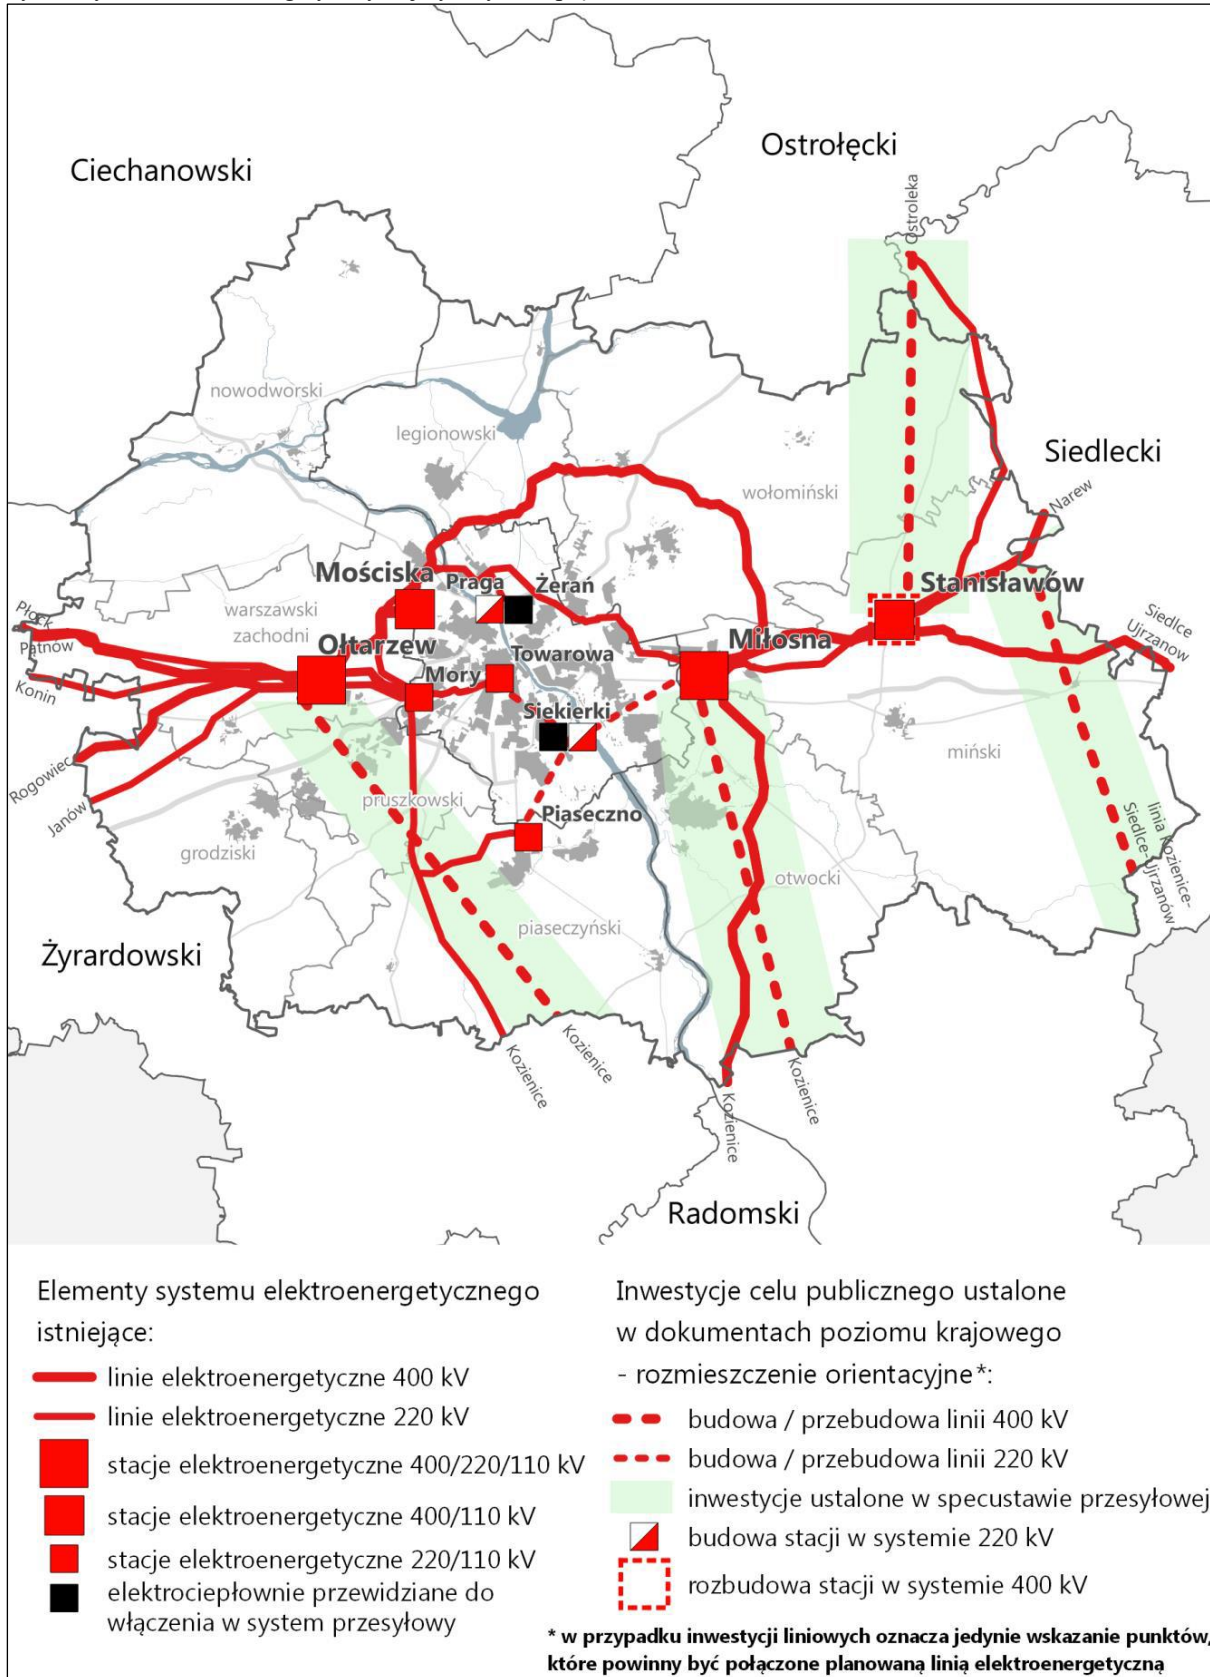 Ciechanowski
Ostrołęcki
Ostrołeka
nowodworski
legionowski
wołomiński
Siedlecki
Narew
Mościska
Praga
Żerań
Stanisławów
warszawski
zachodni
Płock
Pątnów
Konin
Ołtarzew
Towarowa
Miłosna
Siedlce
Ujrzanow
Mory
Siekierki
miński
Rogowiec
Janów
pruszkowski
Piaseczno
grodziski
otwocki
linia Kozienice-
Siedlce-Ujrzanów
piaseczyński
Żyrardowski
Kozienice
Kozienice
Kozienice
Kozienice
Radomski
Elementy systemu elektroenergetycznego
istniejące:
linie elektroenergetyczne 400 kV
linie elektroenergetyczne 220 kV
stacje elektroenergetyczne 400/220/110 kV
stacje elektroenergetyczne 400/110 kV
stacje elektroenergetyczne 220/110 kV
elektrociepłownie przewidziane do
włączenia w system przesyłowy
Inwestycje celu publicznego ustalone
w dokumentach poziomu krajowego
- rozmieszczenie orientacyjne*:
budowa / przebudowa linii 400 kV
budowa / przebudowa linii 220 kV
inwestycje ustalone w specustawie przesyłowej
budowa stacji w systemie 220 kV
rozbudowa stacji w systemie 400 kV
* w przypadku inwestycji liniowych oznacza jedynie wskazanie punktów,
które powinny być połączone planowaną linią elektroenergetyczną